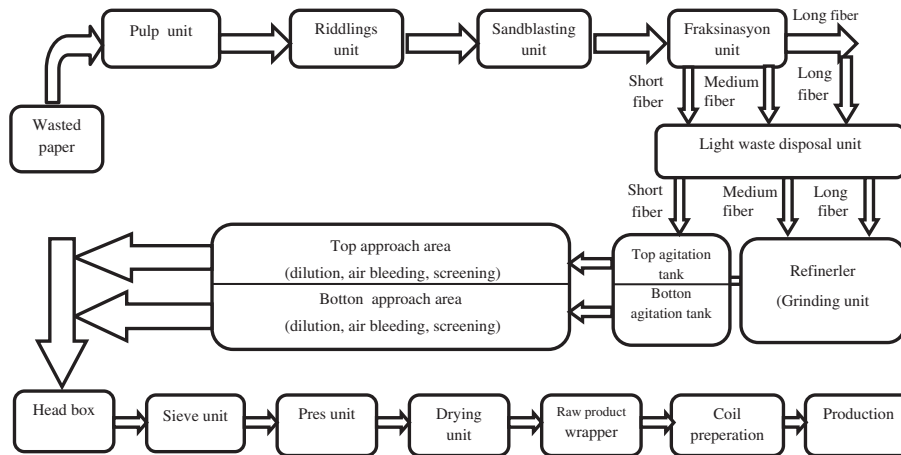 Pulp unit
Riddlings
unit
Sandblasting
unit
Fraksinasyon
unit
Long fiber
Wasted
paper
Short
fiber
Medium
fiber
Long
fiber
Light waste disposal unit
Short
fiber
Medium
fiber
Long
fiber
Top approach area
(dilution, air bleeding, screening)
Botton approach area
(dilution, air bleeding, screening)
Top agitation
tank
Botton
agitation tank
Refinerler
(Grinding unit
Head box
Sieve unit
Pres unit
Drying
unit
Raw product
wrapper
Coil
preperation
Production